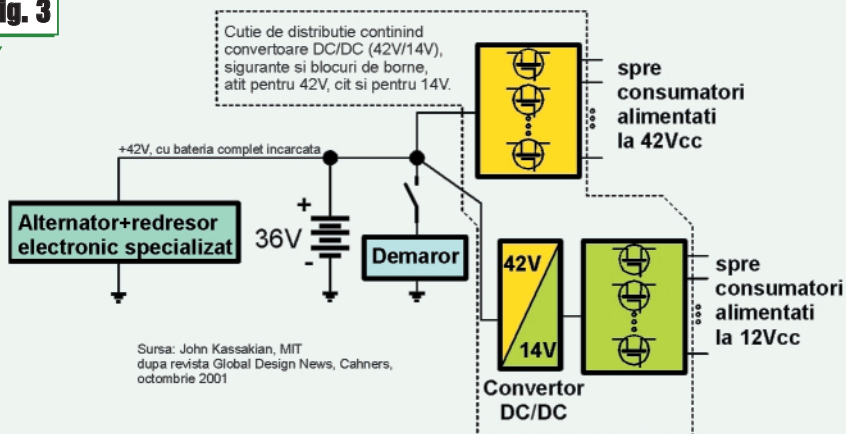 ig. 3
Cutie de distributie continind
convertoare DC/DC (42V/14V),
sigurante si blocuri de borne,
atit pentru 42V, cit si pentru 14V.
spre
consumatori
alimentati
la 42Vcc
+42V, cu bateria complet incarcata
Alternator+redresor
electronic specializat
+
36V
-
Demaror
42V
14V
Convertor
DC/DC
spre
consumatori
alimentati
la 12Vcc
Sursa: John Kassakian, MIT
dupa revista Global Design News, Cahners,
octombrie 2001